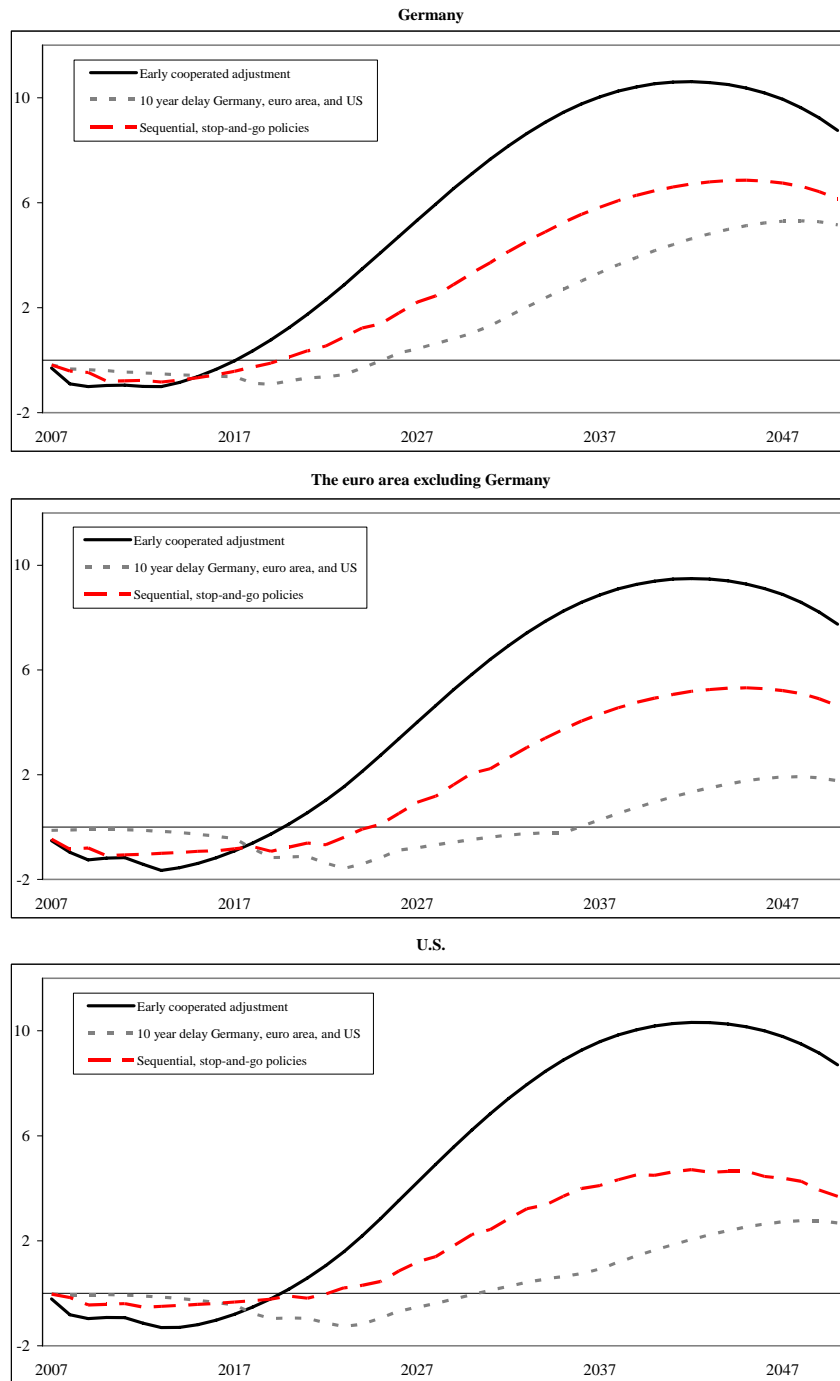 Germany
Early cooperated adjustment
10 year delay Germany, euro area, and US
Sequential, stop-and-go policies
10
6
2
-2
2007 2017 2027 2037 2047
The euro area excluding Germany
Early cooperated adjustment
10 year delay Germany, euro area, and US
Sequential, stop-and-go policies
10
6
2
-2
2007 2017 2027 2037 2047
U.S.
Early cooperated adjustment
10 year delay Germany, euro area, and US
Sequential, stop-and-go policies
10
6
2
-2
2007 2017 2027 2037 2047